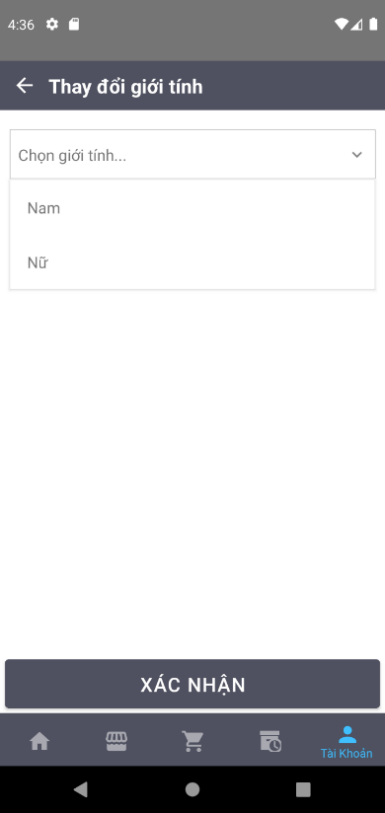 4:36
Thay đổi giới tính
Chọn giới tính...
Nam
Nữ
XÁC NHẬN
Tài Khoản